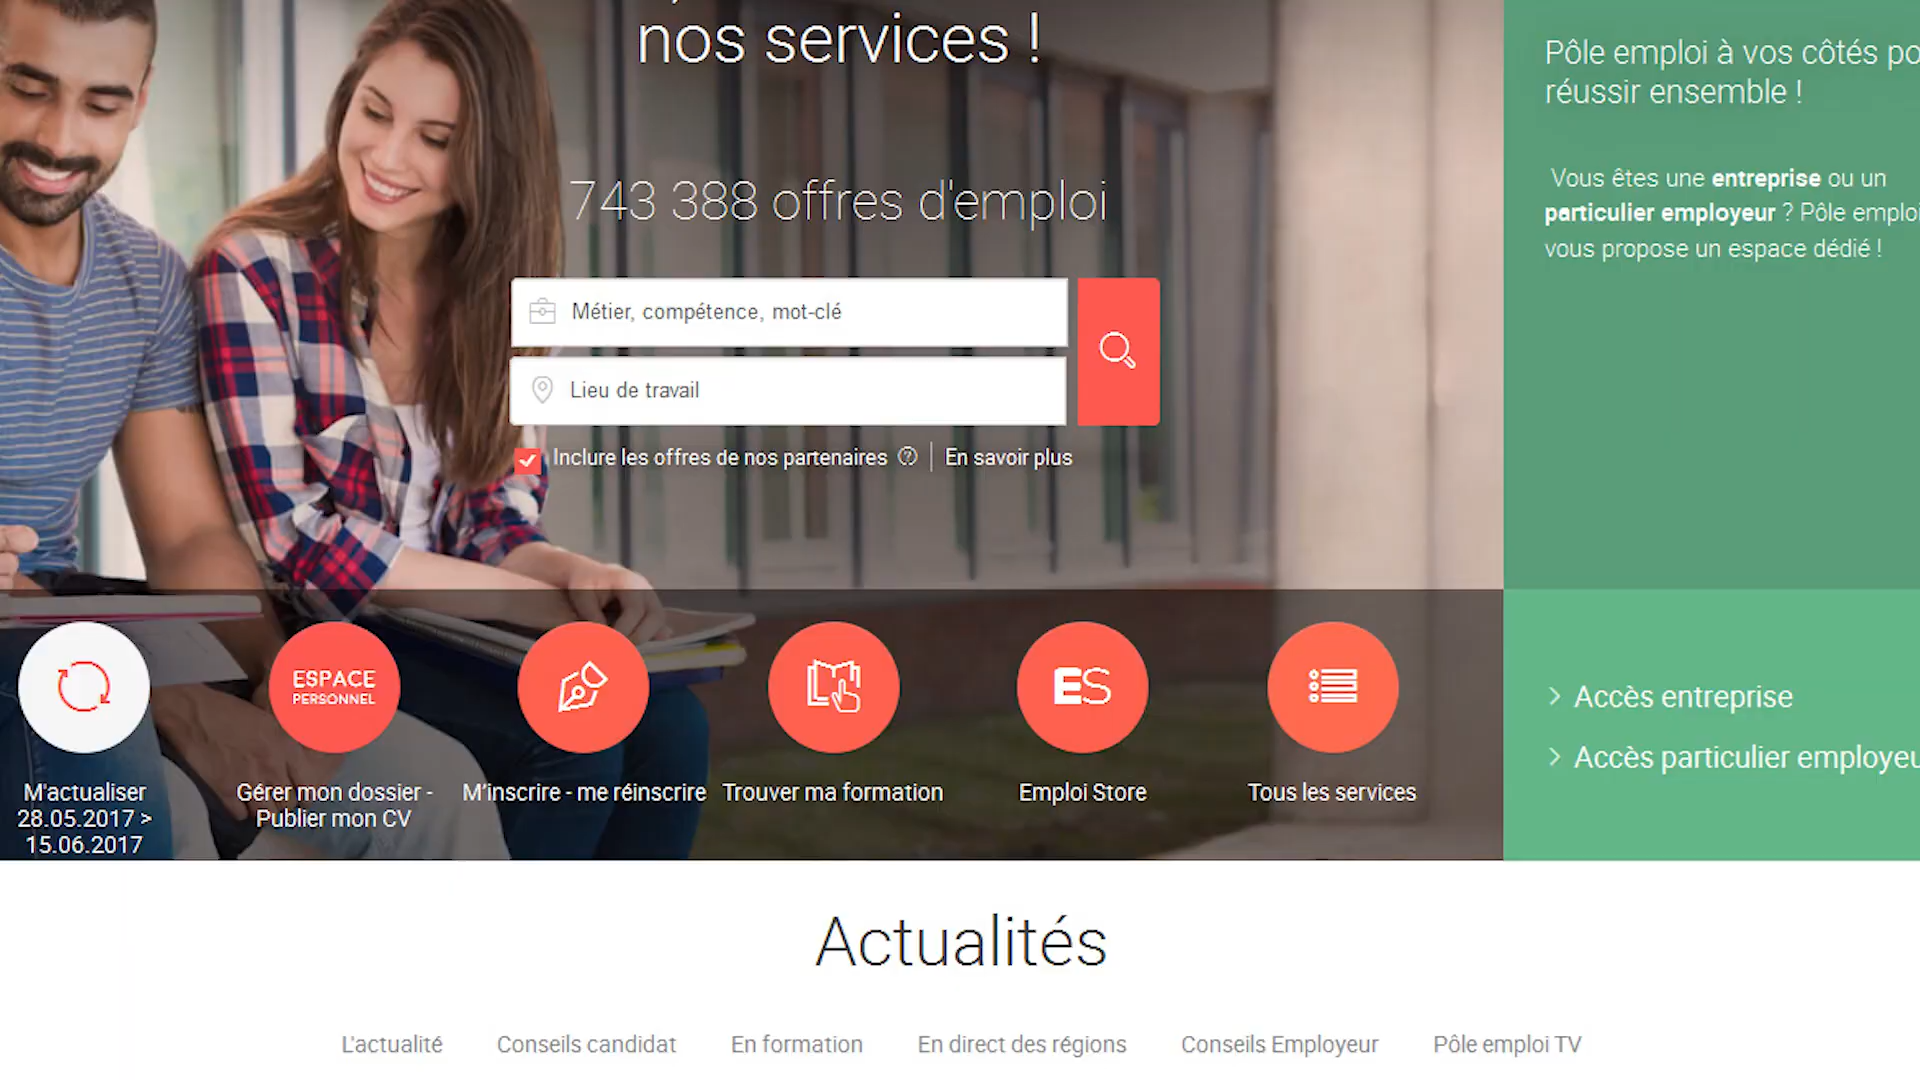 nos services !
743 388 offres d'emploi
Métier, compétence, mot-clé
Lieu de travail
Inclure les offres de nos partenaires ? En savoir plus
Pôle emploi à vos côtés
réussir ensemble !
Vous êtes une entreprise ou un
particulier employeur ? Pôle emploi
vous propose un espace dédié !
M'actualiser
28.05.2017 >
15.06.2017
ESPACE
PERSONNEL
Gérer mon dossier -
Publier mon CV
M'inscrire - me réinscrire
Trouver ma formation
ES
Emploi Store
Tous les services
Accès entreprise
Accès particulier
Actualités
L'actualité
Conseils candidat
En formation
En direct des régions
Conseils Employeur
Pôle emploi TV